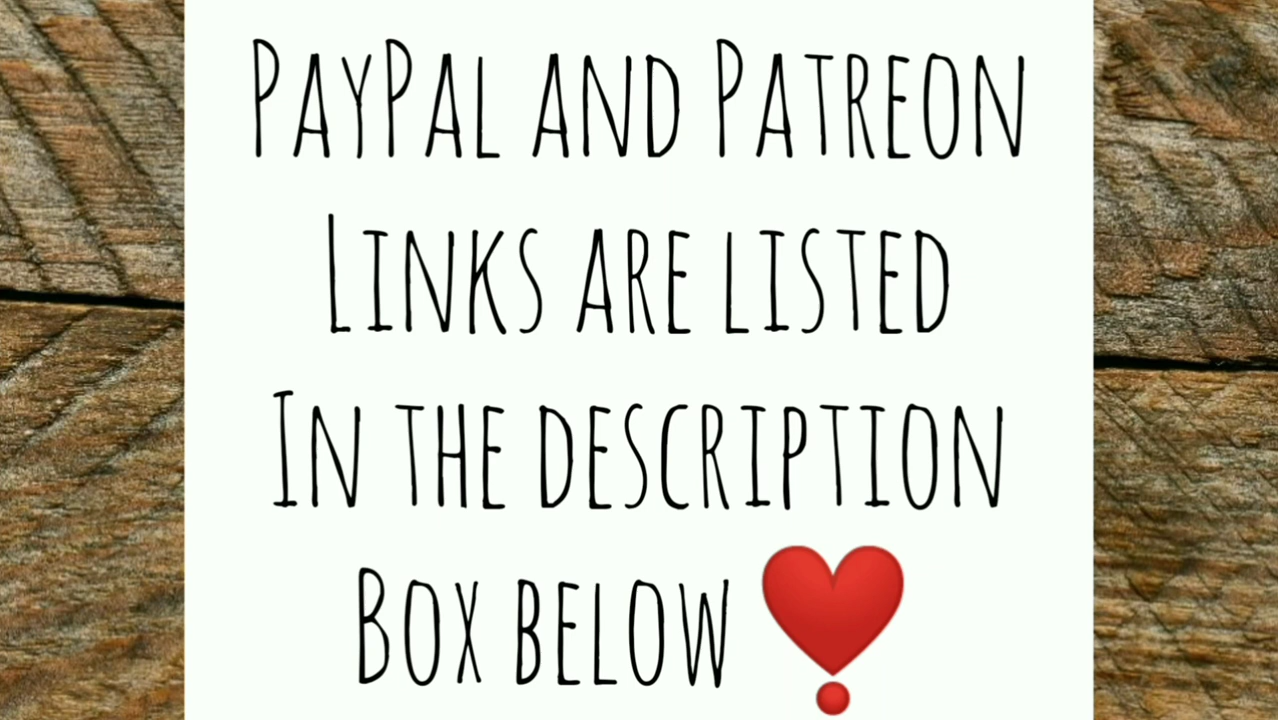 PayPal and Patreon
Links are listed
In the description
Box below ❣